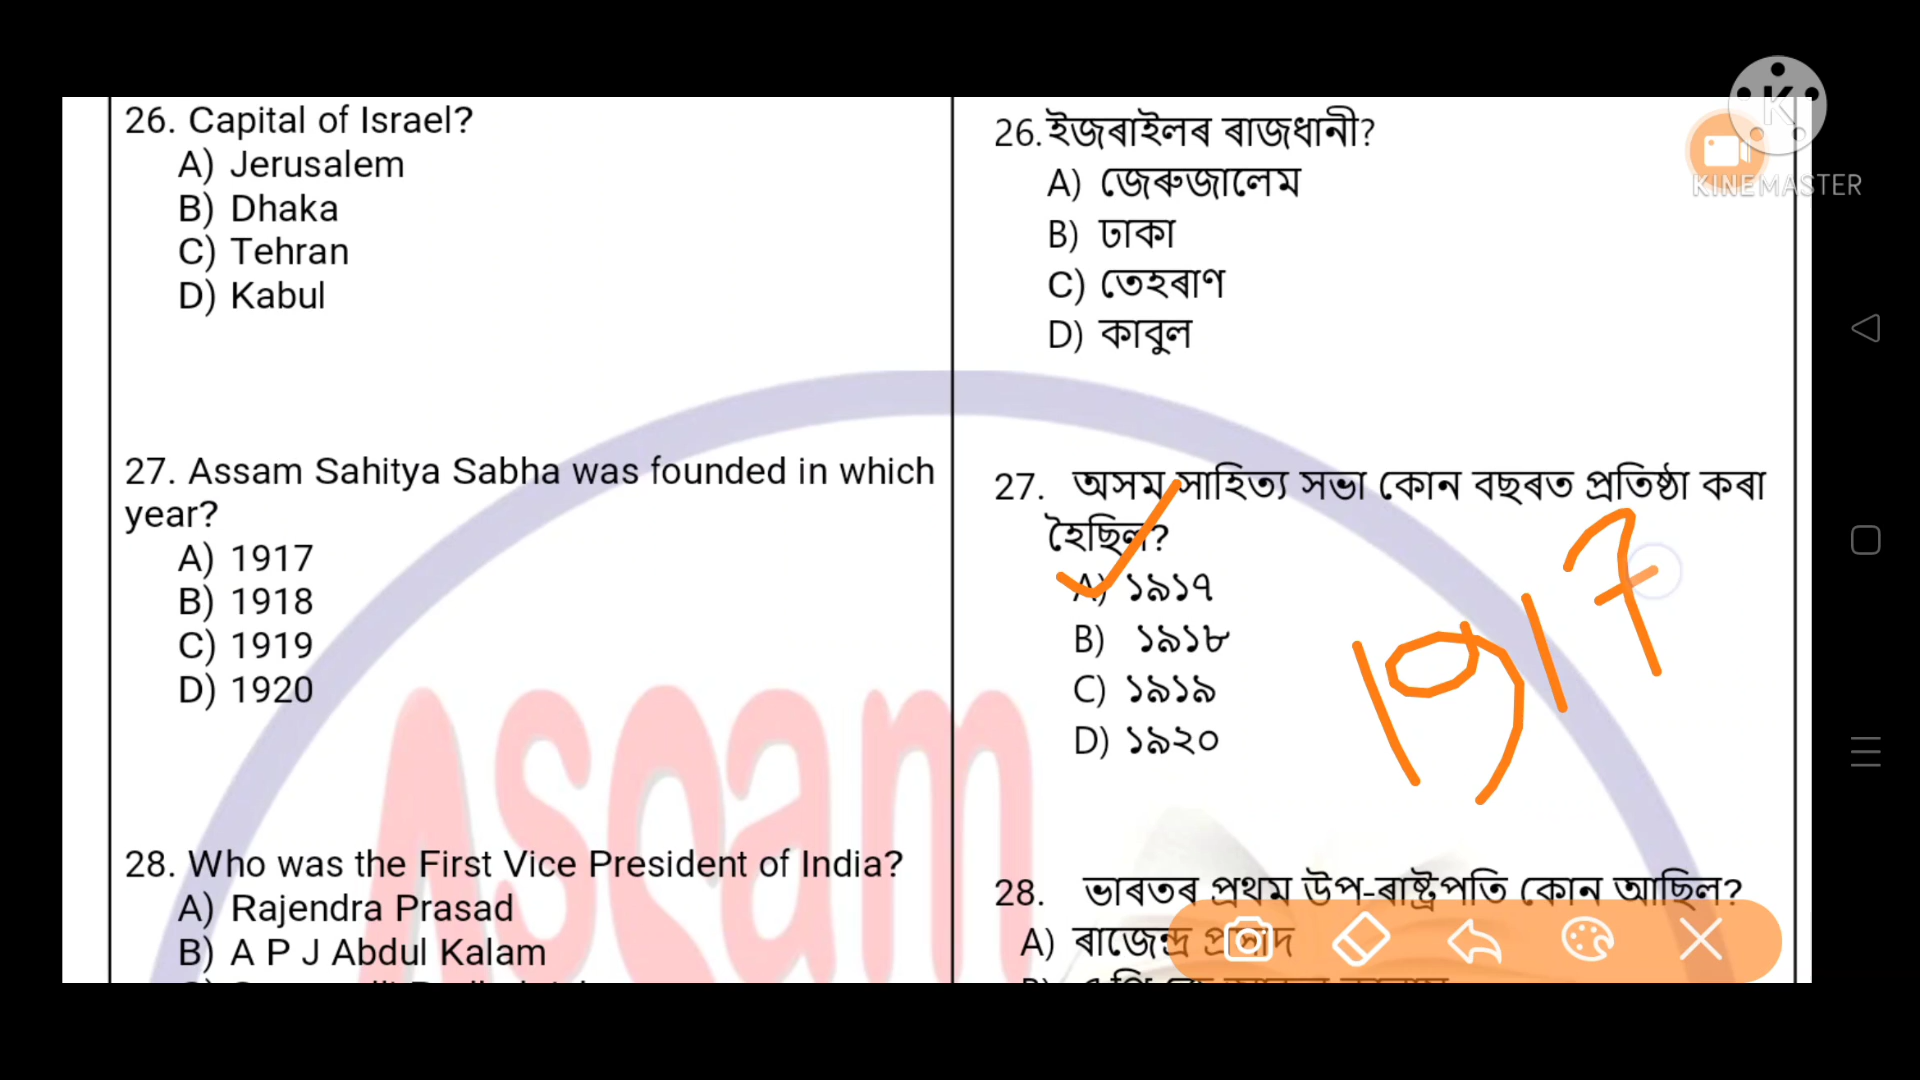 26. Capital of Israel?
A) Jerusalem
B) Dhaka
C) Tehran
D) Kabul
27. Assam Sahitya Sabha was founded in which
year?
A) 1917
B) 1918
C) 1919
D) 1920
28. Who was the First Vice President of India?
A) Rajendra Prasad
B) A P J Abdul Kalam
26. ইজৰাইলৰ ৰাজধানী?
A) জেৰুজালেম
B) ঢাকা
C) তেহৰাণ
D) কাবুল
27. অসম সাহিত্য সভা কোন বছৰত প্ৰতিষ্ঠা কৰা
হৈছিল?
A) ১৯১৭
B) ১৯১৮
C) ১৯১৯
D) ১৯২০
1917
28. ভাৰতৰ প্ৰথম উপ-ৰাষ্ট্ৰপতি কোন আছিল?
A) ৰাজেন্দ্ৰ প্ৰসাদ
Assam
K
KINEMASTER